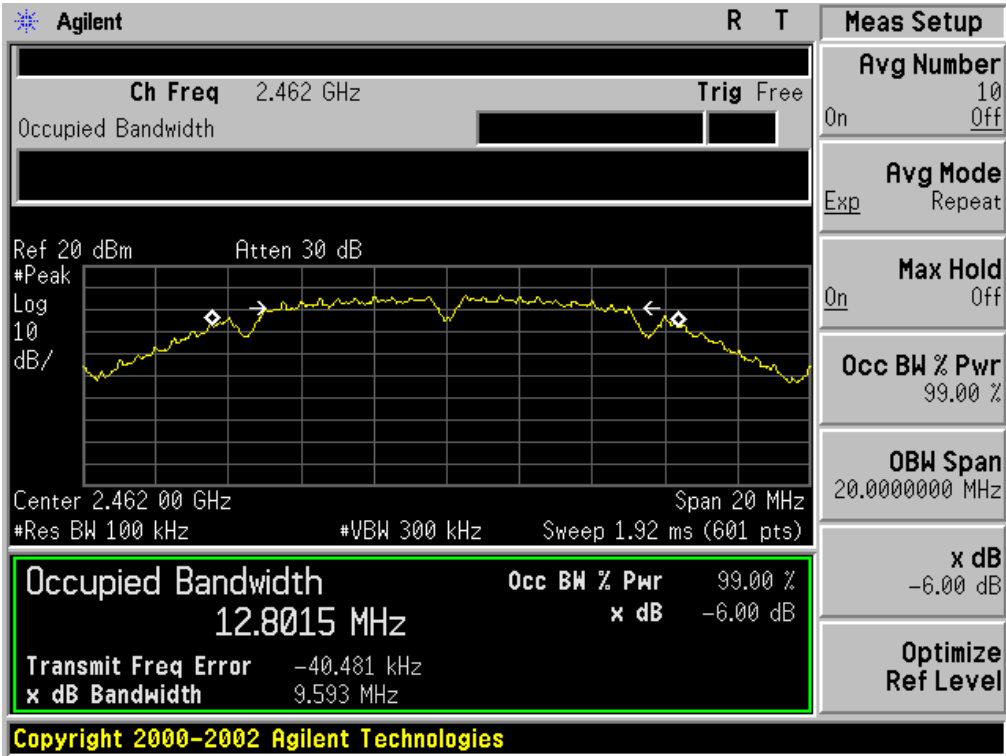 Agilent R T
Ch Freq 2.462 GHz Trig Free
Occupied Bandwidth
Ref 20 dBm Atten 30 dB
#Peak
Log
10
dB/
Center 2.462 00 GHz Span 20 MHz
#Res BW 100 kHz #VBW 300 kHz Sweep 1.92 ms (601 pts)
Occupied Bandwidth Occ BW % Pwr 99.00 %
12.8015 MHz x dB -6.00 dB
Transmit Freq Error -40.481 kHz
x dB Bandwidth 9.593 MHz
Copyright 2000-2002 Agilent Technologies
Meas Setup
Avg Number
10
On Off
Avg Mode
Exp Repeat
Max Hold
On Off
Occ BW % Pwr
99.00 %
OBW Span
20.0000000 MHz
x dB
-6.00 dB
Optimize
Ref Level